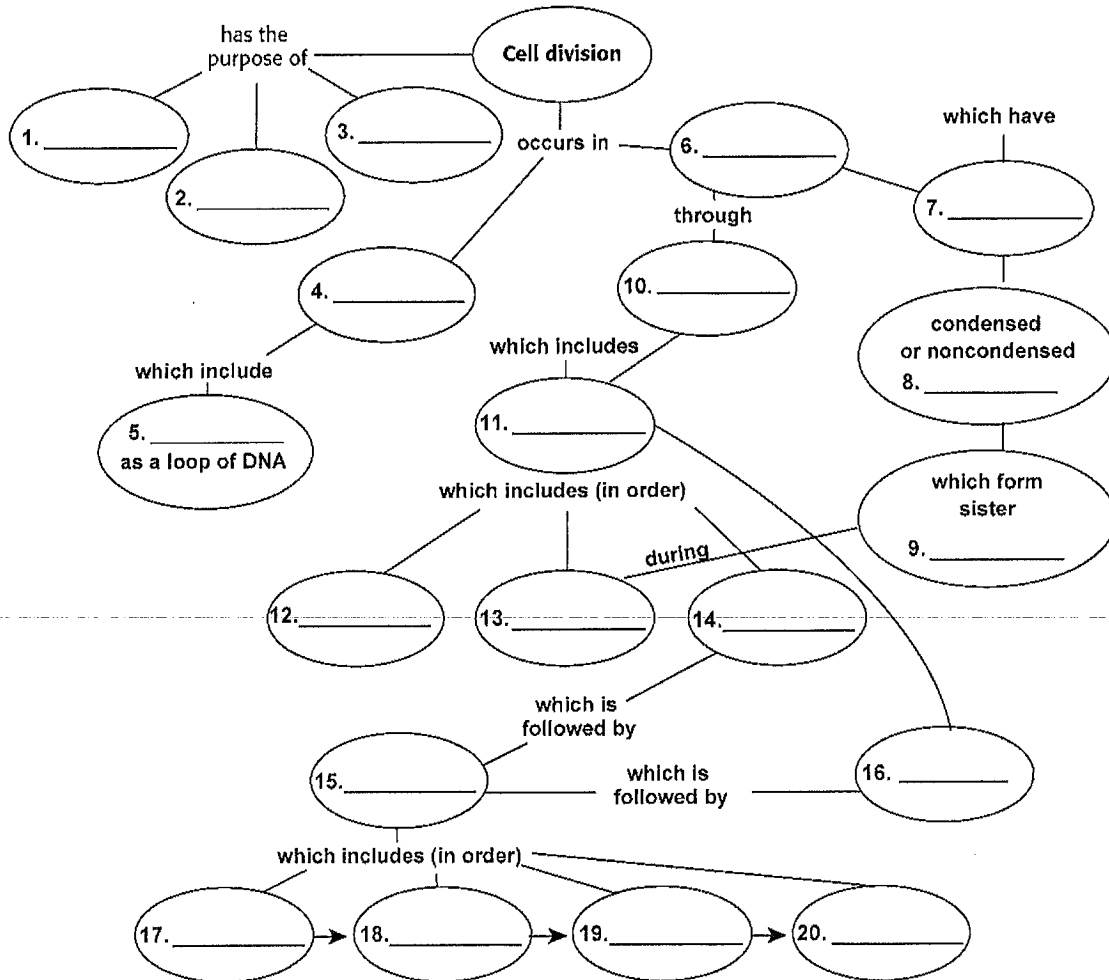 has the
purpose of
Cell division
1. ____________
2. ____________
3. ____________
occurs in
6. ____________
which have
7. ____________
through
4. ____________
10. ____________
condensed
or noncondensed
8. ____________
which include
which includes
5. ____________
as a loop of DNA
11. ____________
which form
sister
9. ____________
which includes (in order)
during
12. ____________
13. ____________
14. ____________
which is
followed by
15. ____________
which is
followed by
16. ____________
which includes (in order)
17. ____________
18. ____________
19. ____________
20. ____________